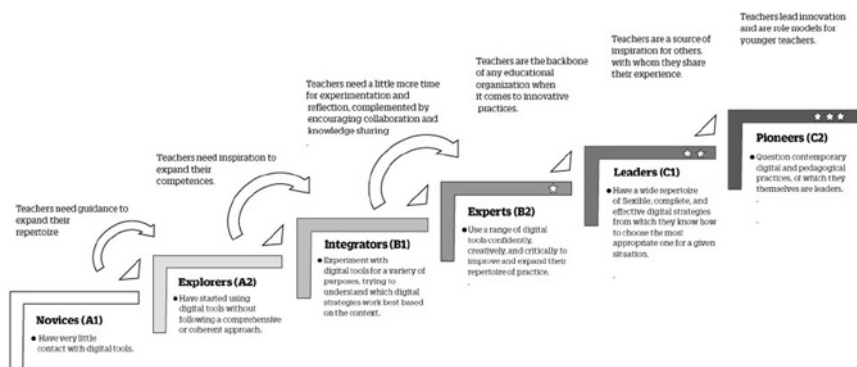 Teachers need guidance to
expand their
repertoire
Novices (A1)
● Have very little
contact with digital tools.
Teachers need inspiration to
expand their
competences.
Explorers (A2)
● Have started using
digital tools without
following a comprehensive
or coherent approach.
Teachers need a little more time
for experimentation and
reflection, complemented by
encouraging collaboration and
knowledge sharing
.
Integrators (B1)
● Experiment with
digital tools for a variety of
purposes, trying to
understand which digital
strategies work best based
on the context.
Teachers are the backbone
of any educational
organization when
it comes to innovative
practices.
Experts (B2)
● Use a range of digital
tools confidently,
creatively, and critically to
improve and expand their
repertoire of practice.
.
Teachers are a source of
inspiration for others,
with whom they share
their experience.
Leaders (C1)
● Have a wide repertoire
of flexible, complete, and
effective digital strategies
from which they know how
to choose the most
appropriate one for a given
situation.
.
Teachers lead innovation
and are role models for
younger teachers.
Pioneers (C2)
● Question contemporary
digital and pedagogical
practices, of which they
themselves are leaders.
.
.